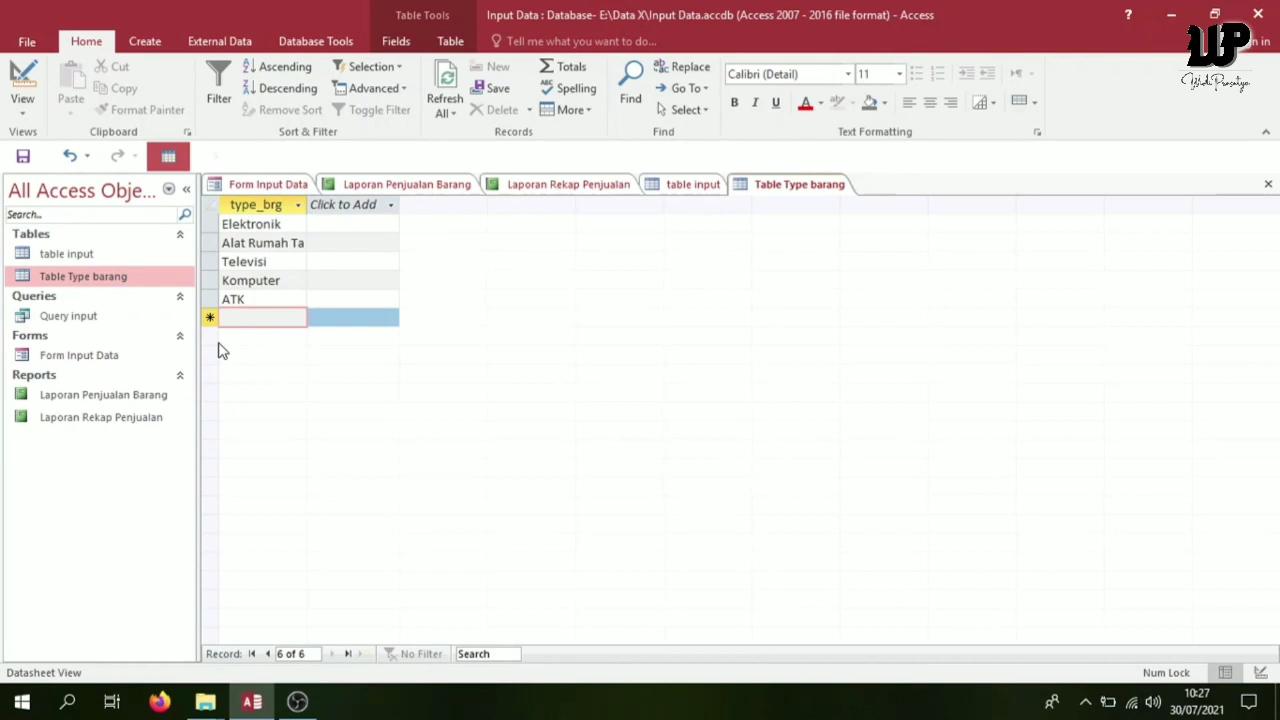 Table Tools
Input Data : Database- E:\Data X\Input Data.accdb (Access 2007 - 2016 file format) - Access
?
File
Home
Create
External Data
Database Tools
Fields
Table
Tell me what you want to do...
in in
WP
View
Views
Paste
Cut
Copy
Format Painter
Clipboard
Filter
Ascending
Descending
Remove Sort
Selection
Advanced
Toggle Filter
Sort & Filter
Refresh
All
New
Save
Delete
Totals
Spelling
More
Records
Find
Replace
Go To
Select
Find
Calibri (Detail)
11
B I U A
Text Formatting
All Access Obje...
Search...
Tables
table input
Table Type barang
Queries
Query input
Forms
Form Input Data
Reports
Laporan Penjualan Barang
Laporan Rekap Penjualan
Form Input Data
Laporan Penjualan Barang
Laporan Rekap Penjualan
table input
Table Type barang
type_brg
Click to Add
Elektronik
Alat Rumah Ta
Televisi
Komputer
ATK
Record:
6 of 6
No Filter
Search
Datasheet View
Num Lock
10:27
30/07/2021